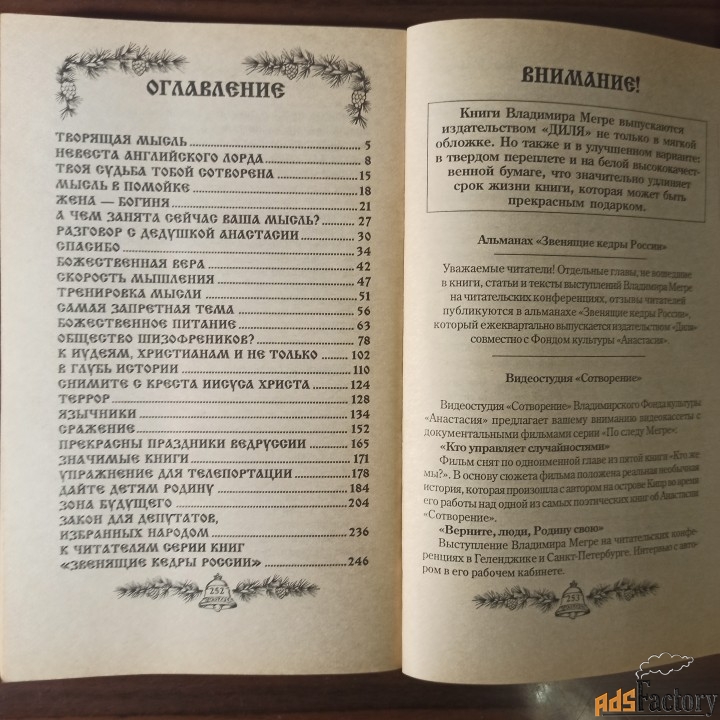 ОГЛАВЛЕНИЕ
ТВОРЯЩАЯ МЫСЛЬ 5
НЕВЕСТА АНГЛИЙСКОГО ЛОРДА 8
ТВОЯ СУДЬБА ТОБОЙ СОТВОРЕНА 15
МЫСЛЬ В ПОМОЙКЕ 18
ЖЕНА — БОГИНЯ 21
А ЧЕМ ЗАНЯТА СЕЙЧАС ВАША МЫСЛЬ? 27
РАЗГОВОР С ДЕДУШКОЙ АНАСТАСИИ 30
СПАСИБО 34
БОЖЕСТВЕННАЯ ВЕРА 42
СКОРОСТЬ МЫШЛЕНИЯ 47
ТРЕНИРОВКА МЫСЛИ 51
САМАЯ ЗАПРЕТНАЯ ТЕМА 56
БОЖЕСТВЕННОЕ ПИТАНИЕ 63
ОБЩЕСТВО ШИЗОФРЕНИКОВ? 78
К ИУДЕЯМ, ХРИСТИАНАМ И НЕ ТОЛЬКО 102
В ГЛУБЬ ИСТОРИИ 110
СНИМИТЕ С КРЕСТА ИИСУСА ХРИСТА 124
ТЕРРОР 128
ЯЗЫЧНИКИ 134
СРАЖЕНИЕ 152
ПРЕКРАСНЫ ПРАЗДНИКИ ВЕДРУССИИ 165
ЗНАЧИМЫЕ КНИГИ 171
УПРАЖНЕНИЕ ДЛЯ ТЕЛЕПОРТАЦИИ 178
ДАЙТЕ ДЕТЯМ РОДИНУ 184
ЗОНА БУДУЩЕГО 204
ЗАКОН ДЛЯ ДЕПУТАТОВ,
ИЗБРАННЫХ НАРОДОМ 236
К ЧИТАТЕЛЯМ СЕРИИ КНИГ
«ЗВЕНЯЩИЕ КЕДРЫ РОССИИ» 246
252
ВНИМАНИЕ!
Книги Владимира Мегре выпускаются
издательством «ДИЛЯ» не только в мягкой
обложке. Но также и в улучшенном варианте:
в твердом переплете и на белой высококачест-
венной бумаге, что значительно удлиняет
срок жизни книги, которая может быть
прекрасным подарком.
Альманах «Звенящие кедры России»
Уважаемые читатели! Отдельные главы, не вошедшие
в книги, статьи и тексты выступлений Владимира Мегре
на читательских конференциях, отзывы читателей
публикуются в альманахе «Звенящие кедры России»,
который ежеквартально выпускается издательством «Диля»
совместно с Фондом культуры «Анастасия».
Видеостудия «Сотворение»
Видеостудия «Сотворение» Владимирского Фонда культуры
«Анастасия» предлагает вашему вниманию видеокассеты с
документальными фильмами серии «По следу Мегре»:
«Кто управляет случайностями»
Фильм снят по одноименной главе из пятой книги «Кто же
мы?». В основу сюжета фильма положена реальная необычная
история, которая произошла с автором на острове Кипр во время
его работы над одной из самых поэтических книг об Анастасии
«Сотворение».
«Верните, люди, Родину свою»
Выступление Владимира Мегре на читательских конфе-
ренциях в Геленджике и Санкт-Петербурге. Интервью с авто-
ром в его рабочем кабинете.
253
AdsFactory